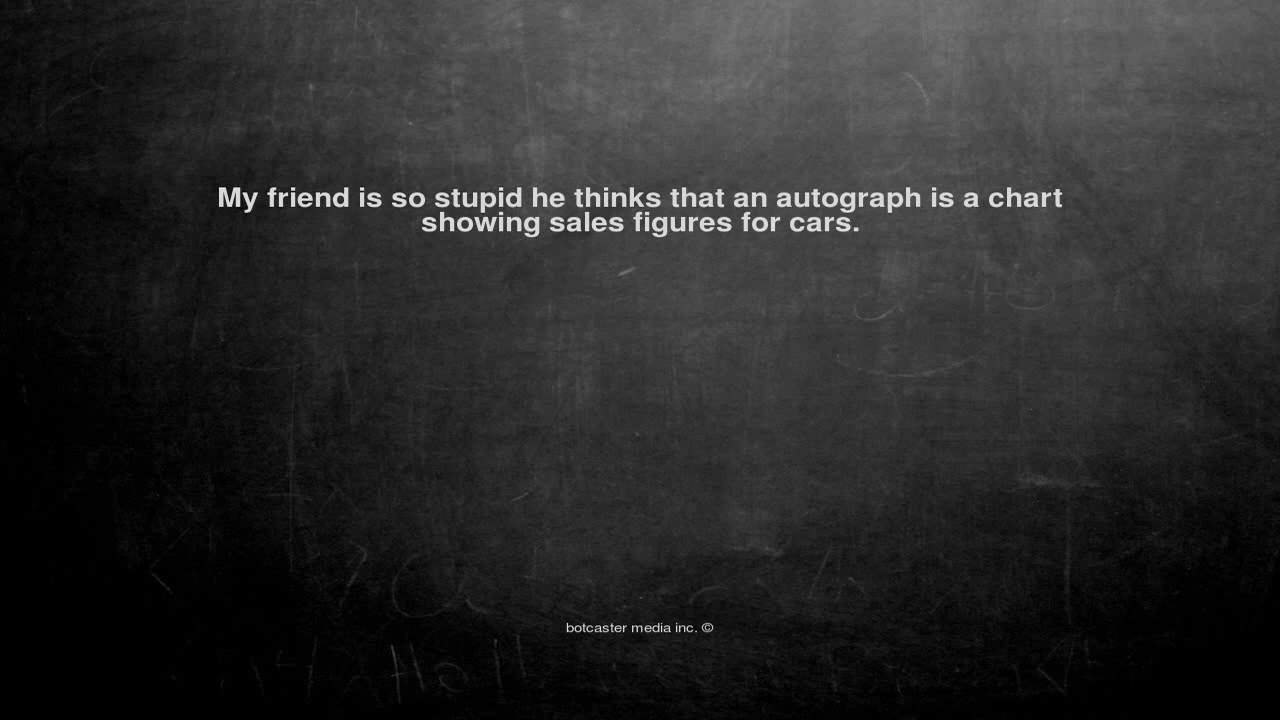 My friend is so stupid he thinks that an autograph is a chart
showing sales figures for cars.
botcaster media inc. ©